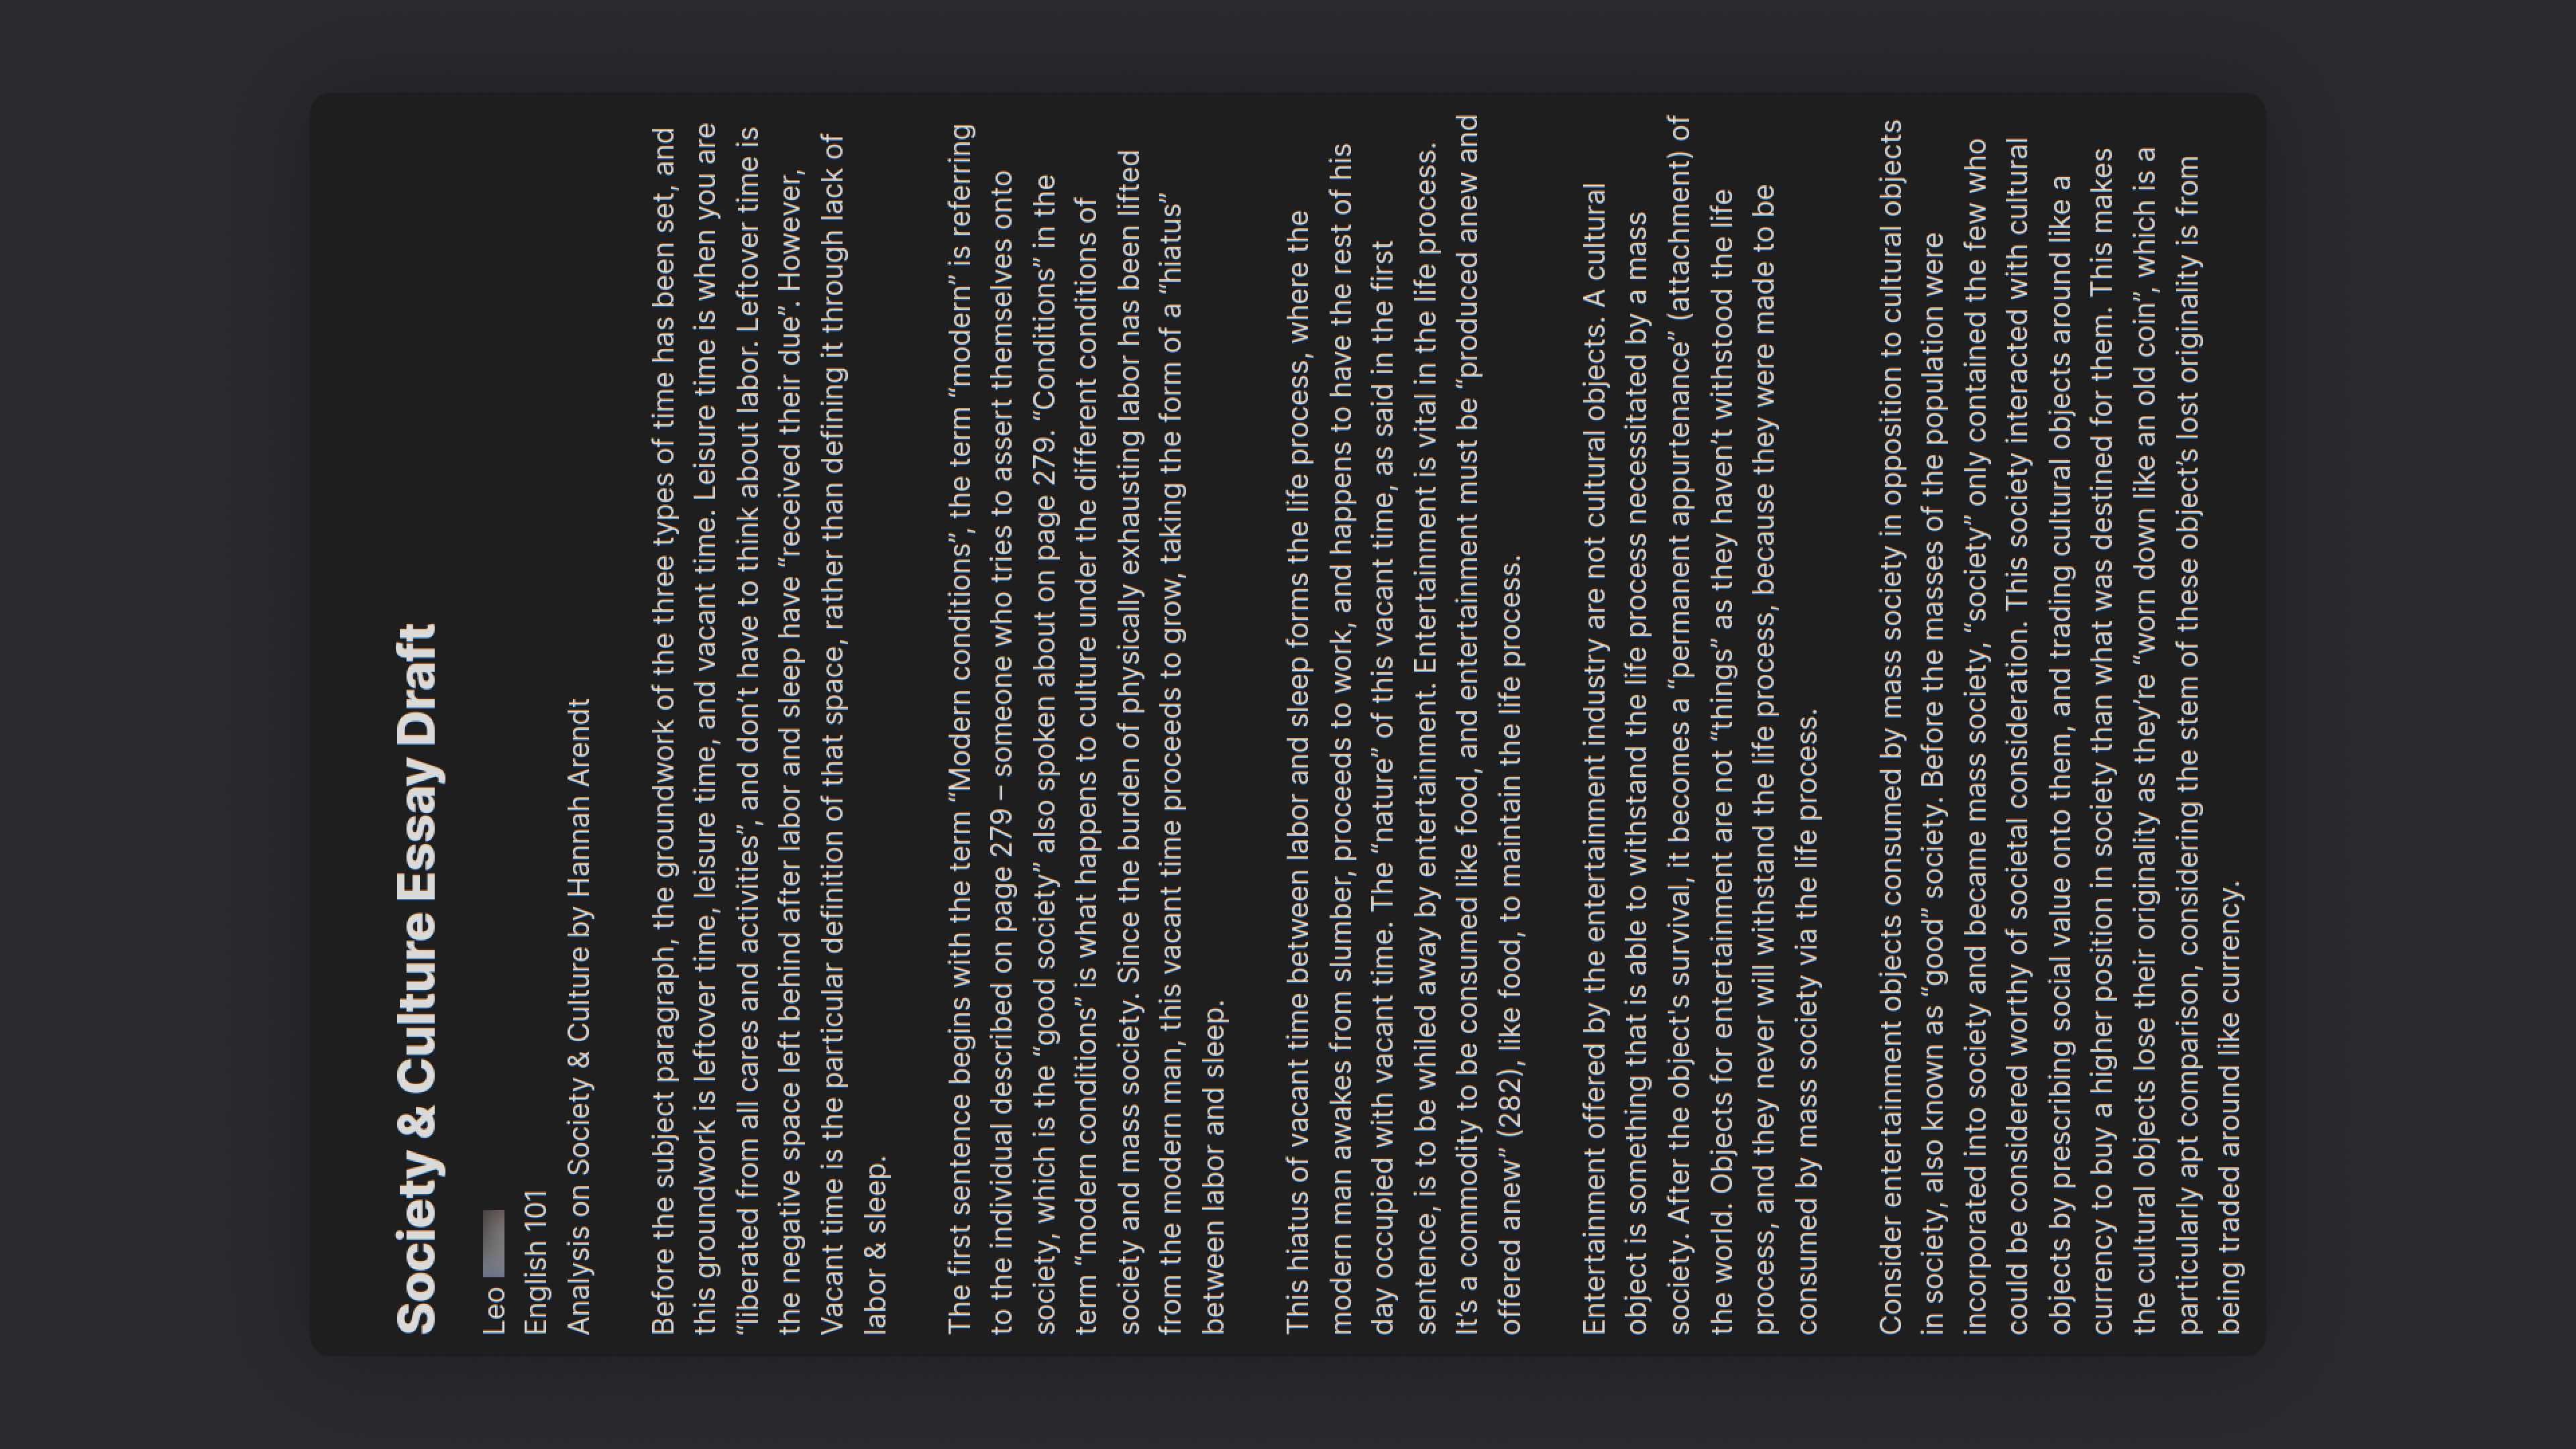 Society & Culture Essay Draft
Leo
English 101
Analysis on Society & Culture by Hannah Arendt
Before the subject paragraph, the groundwork of the three types of time has been set, and
this groundwork is leftover time, leisure time, and vacant time. Leisure time is when you are
“liberated from all cares and activities”, and don’t have to think about labor. Leftover time is
the negative space left behind after labor and sleep have “received their due”. However,
Vacant time is the particular definition of that space, rather than defining it through lack of
labor & sleep.
The first sentence begins with the term “Modern conditions”, the term “modern” is referring
to the individual described on page 279 – someone who tries to assert themselves onto
society, which is the “good society” also spoken about on page 279. “Conditions” in the
term “modern conditions” is what happens to culture under the different conditions of
society and mass society. Since the burden of physically exhausting labor has been lifted
from the modern man, this vacant time proceeds to grow, taking the form of a “hiatus”
between labor and sleep.
This hiatus of vacant time between labor and sleep forms the life process, where the
modern man awakes from slumber, proceeds to work, and happens to have the rest of his
day occupied with vacant time. The “nature” of this vacant time, as said in the first
sentence, is to be whiled away by entertainment. Entertainment is vital in the life process.
It’s a commodity to be consumed like food, and entertainment must be “produced anew and
offered anew” (282), like food, to maintain the life process.
Entertainment offered by the entertainment industry are not cultural objects. A cultural
object is something that is able to withstand the life process necessitated by a mass
society. After the object's survival, it becomes a “permanent appurtenance” (attachment) of
the world. Objects for entertainment are not “things” as they haven’t withstood the life
process, and they never will withstand the life process, because they were made to be
consumed by mass society via the life process.
Consider entertainment objects consumed by mass society in opposition to cultural objects
in society, also known as “good” society. Before the masses of the population were
incorporated into society and became mass society, “society” only contained the few who
could be considered worthy of societal consideration. This society interacted with cultural
objects by prescribing social value onto them, and trading cultural objects around like a
currency to buy a higher position in society than what was destined for them. This makes
the cultural objects lose their originality as they’re “worn down like an old coin”, which is a
particularly apt comparison, considering the stem of these object’s lost originality is from
being traded around like currency.